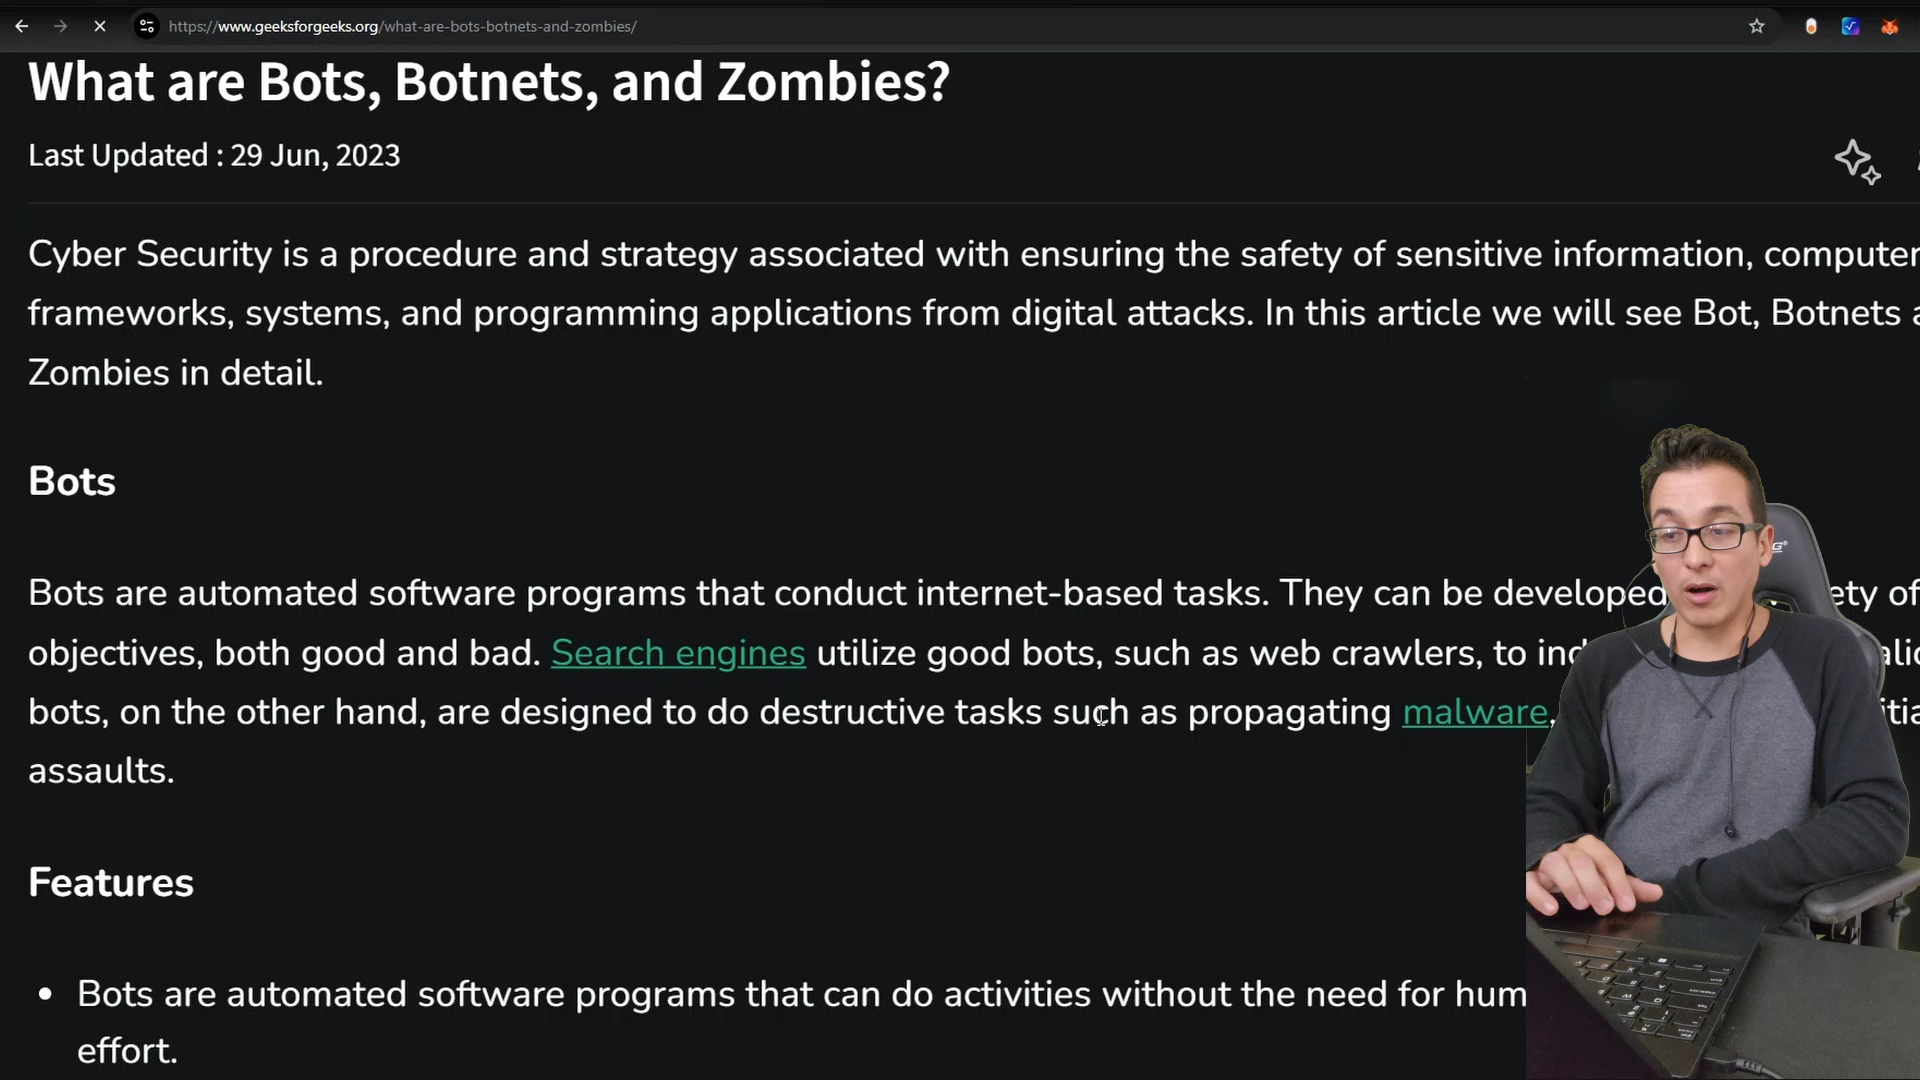 https://www.geeksforgeeks.org/what-are-bots-botnets-and-zombies/
What are Bots, Botnets, and Zombies?
Last Updated : 29 Jun, 2023
Cyber Security is a procedure and strategy associated with ensuring the safety of sensitive information, computer
frameworks, systems, and programming applications from digital attacks. In this article we will see Bot, Botnets
Zombies in detail.
Bots
Bots are automated software programs that conduct internet-based tasks. They can be developed of
objectives, both good and bad. Search engines utilize good bots, such as web crawlers, to
bots, on the other hand, are designed to do destructive tasks such as propagating malware,
assaults.
Features
• Bots are automated software programs that can do activities without the need for hum
effort.